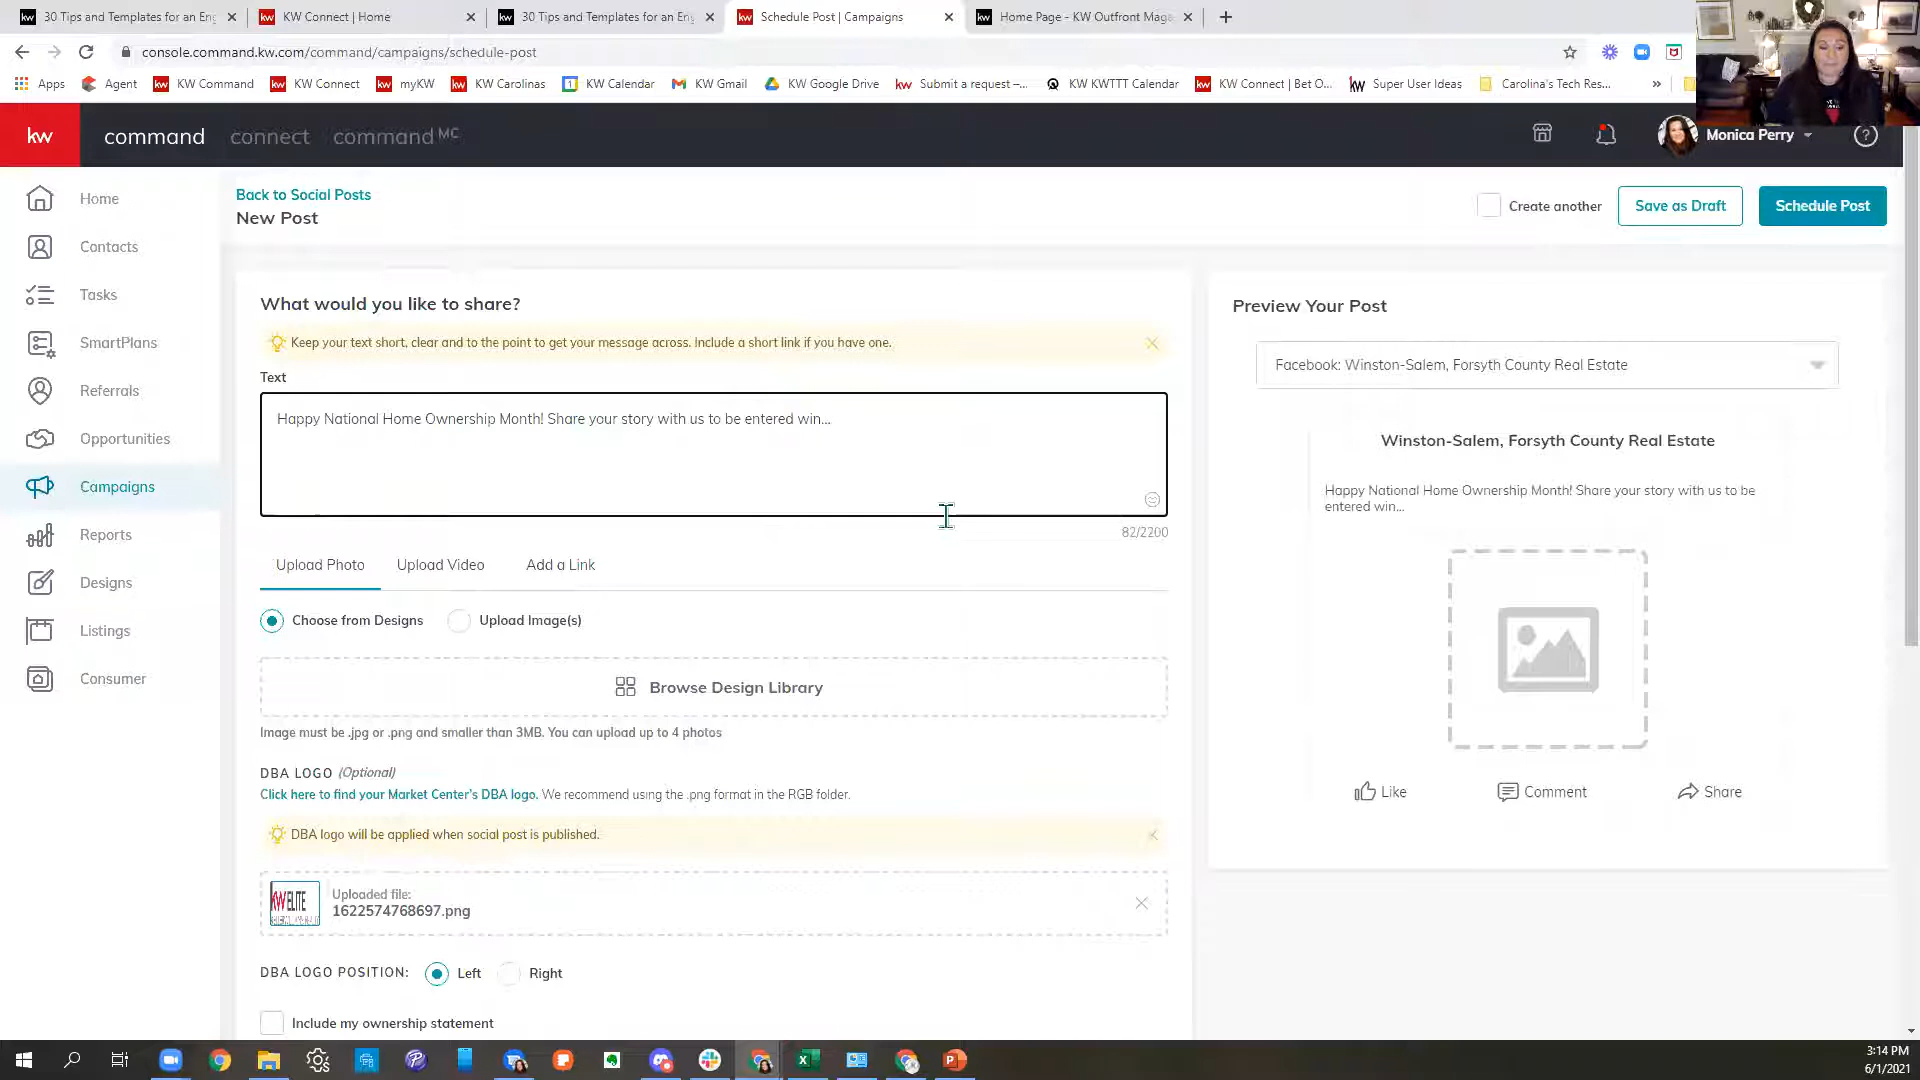 30 Tips and Templates for an Eng
KW Connect | Home
30 Tips and Templates for an Eng
Schedule Post | Campaigns
Home Page - KW Outfront Maga
console.command.kw.com/command/campaigns/schedule-post
Apps
Agent
KW Command
KW Connect
myKW
KW Carolinas
KW Calendar
KW Gmail
KW Google Drive
Submit a request –...
KW KWTTT Calendar
KW Connect | Bet O...
Super User Ideas
Carolina's Tech Res...
kw
command
connect
command MC
Monica Perry
Home
Contacts
Tasks
SmartPlans
Referrals
Opportunities
Campaigns
Reports
Designs
Listings
Consumer
Back to Social Posts
New Post
Create another
Save as Draft
Schedule Post
What would you like to share?
Keep your text short, clear and to the point to get your message across. Include a short link if you have one.
Text
Happy National Home Ownership Month! Share your story with us to be entered win...
82/2200
Upload Photo
Upload Video
Add a Link
Choose from Designs
Upload Image(s)
Browse Design Library
Image must be .jpg or .png and smaller than 3MB. You can upload up to 4 photos
DBA LOGO (Optional)
Click here to find your Market Center's DBA logo. We recommend using the .png format in the RGB folder.
DBA logo will be applied when social post is published.
KW ELITE
Uploaded file:
1622574768697.png
DBA LOGO POSITION:
Left
Right
Include my ownership statement
Preview Your Post
Facebook: Winston-Salem, Forsyth County Real Estate
Winston-Salem, Forsyth County Real Estate
Happy National Home Ownership Month! Share your story with us to be
entered win...
Like
Comment
Share
3:14 PM
6/1/2021